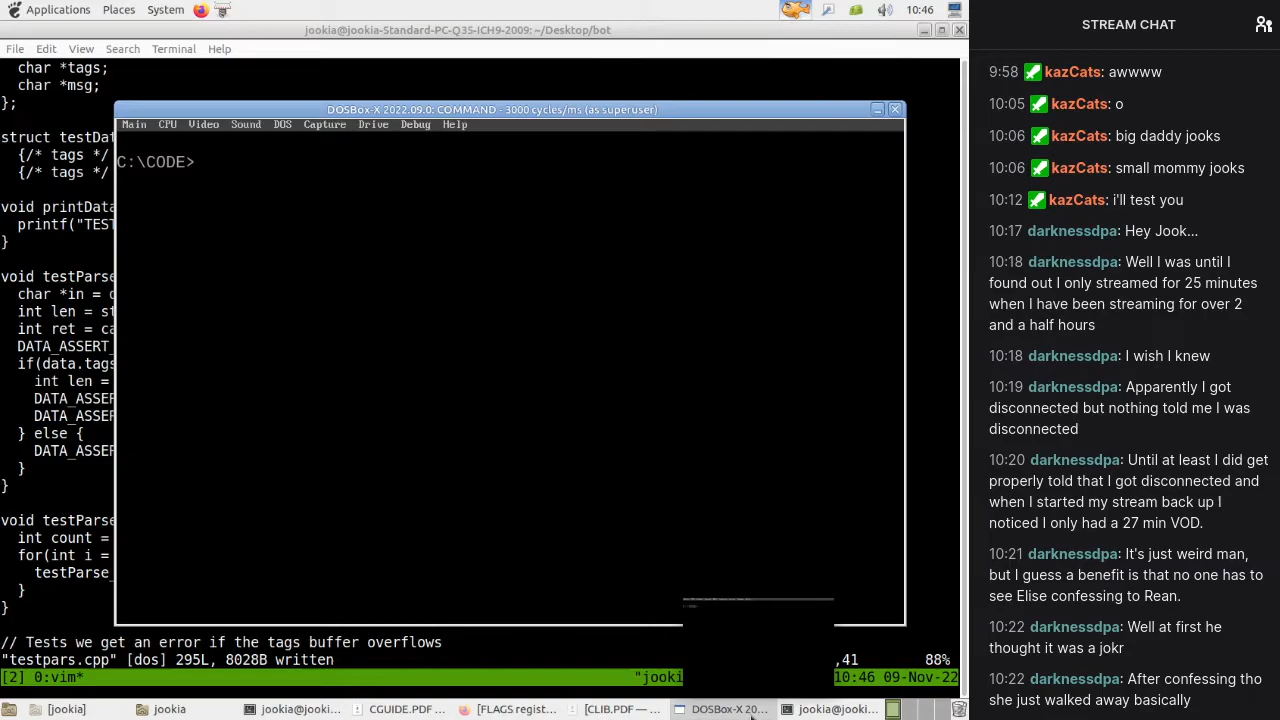 Applications Places System 10:46
jookia@jookia-Standard-PC-Q35-ICH9-2009: ~/Desktop/bot
File Edit View Search Terminal Help
char *tags;
char *msg;
};
struct testDat
{/* tags */
{/* tags */
void printData
printf("TEST
}
void testParse
char *in = d
int len = st
int ret = ca
DATA_ASSERT_
if(data.tags
int len =
DATA_ASSER
DATA_ASSER
} else {
DATA_ASSER
}
}
void testParse
int count =
for(int i =
testParse_
}
}
// Tests we get an error if the tags buffer overflows
"testpars.cpp" [dos] 295L, 8028B written ,41 88%
[2] 0:vim* "jooki 10:46 09-Nov-22
DOSBox-X 2022.09.0: COMMAND - 3000 cycles/ms (as superuser)
Main CPU Video Sound DOS Capture Drive Debug Help
C:\CODE>
[jookia] jookia jookia@jooki... CGUIDE.PDF ... [FLAGS regist... [CLIB.PDF — ... DOSBox-X 20... jookia@jooki...
STREAM CHAT
9:58 kazCats: awwww
10:05 kazCats: o
10:06 kazCats: big daddy jooks
10:06 kazCats: small mommy jooks
10:12 kazCats: i'll test you
10:17 darknessdpa: Hey Jook...
10:18 darknessdpa: Well I was until I
found out I only streamed for 25 minutes
when I have been streaming for over 2
and a half hours
10:18 darknessdpa: I wish I knew
10:19 darknessdpa: Apparently I got
disconnected but nothing told me I was
disconnected
10:20 darknessdpa: Until at least I did get
properly told that I got disconnected and
when I started my stream back up I
noticed I only had a 27 min VOD.
10:21 darknessdpa: It's just weird man,
but I guess a benefit is that no one has to
see Elise confessing to Rean.
10:22 darknessdpa: Well at first he
thought it was a jokr
10:22 darknessdpa: After confessing tho
she just walked away basically